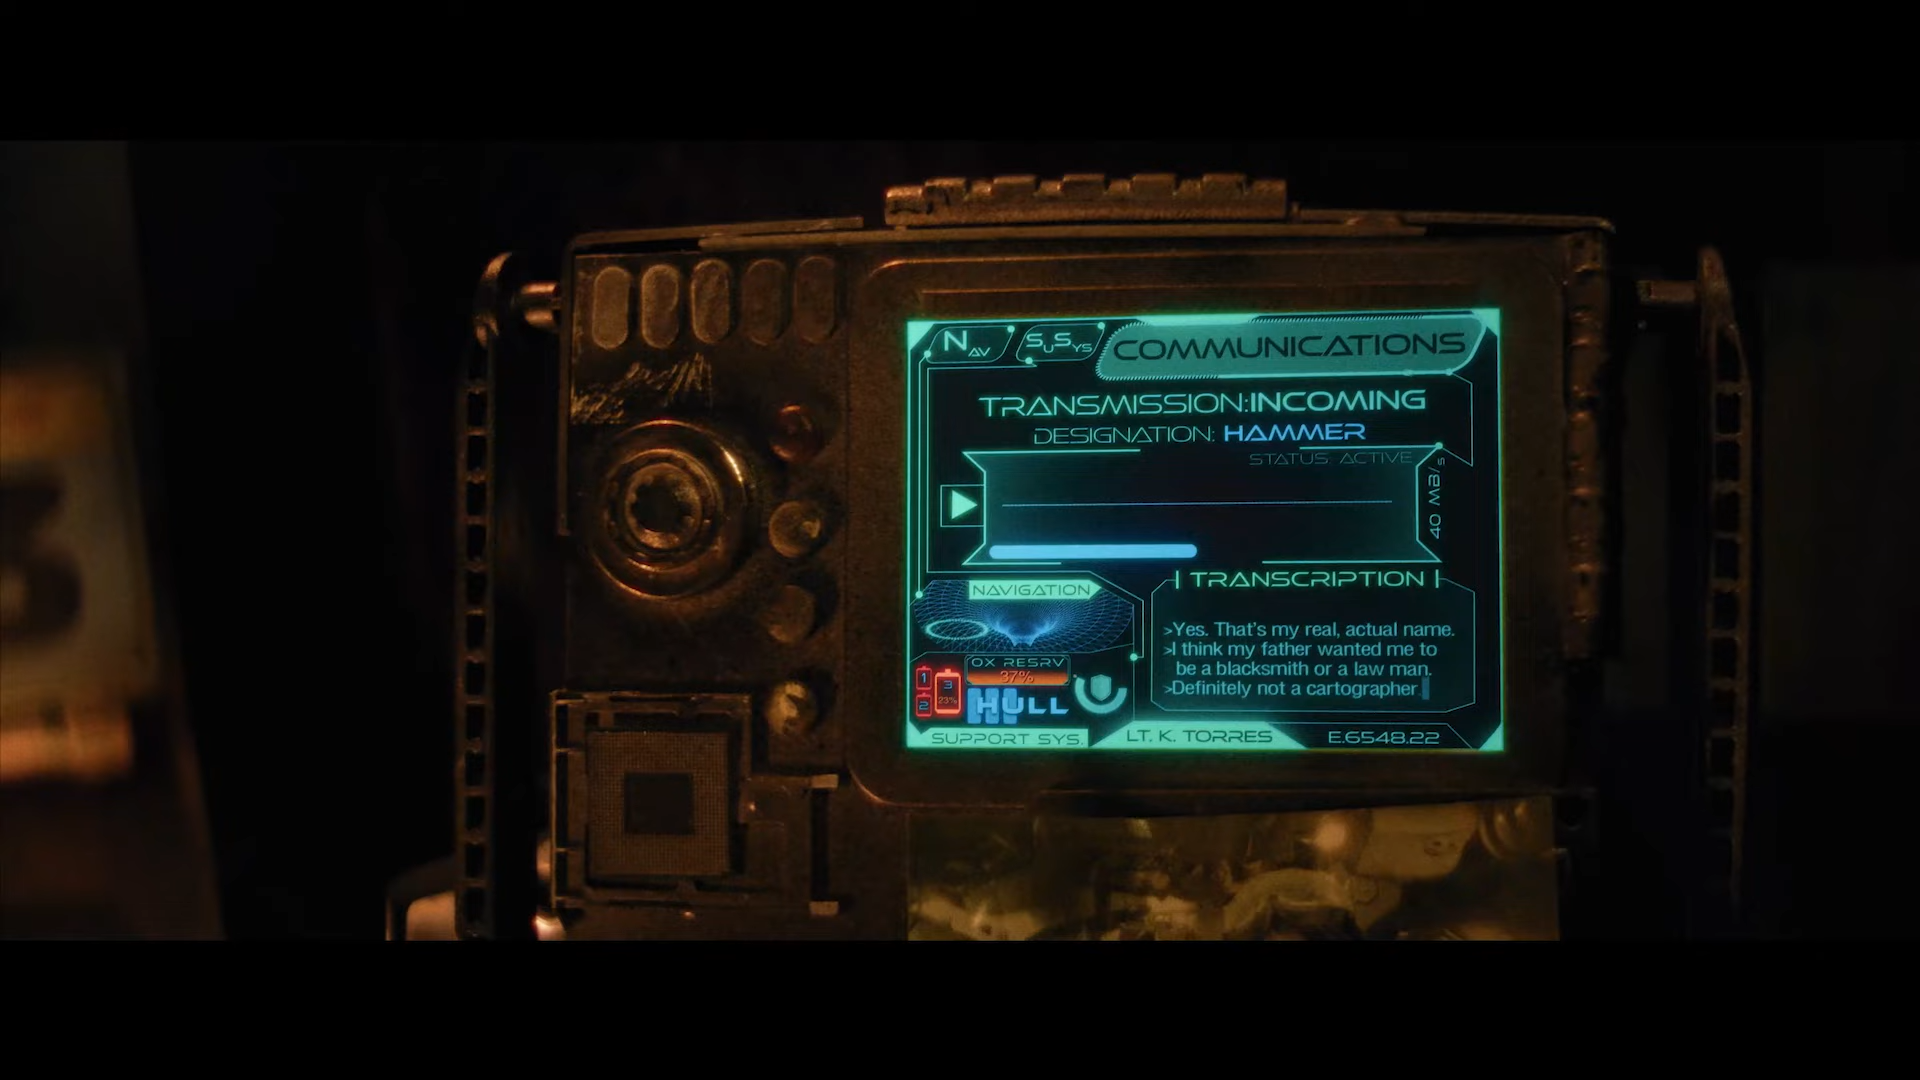 NAV
SUSYS
COMMUNICATIONS
TRANSMISSION:INCOMING
DESIGNATION: HAMMER
STATUS: ACTIVE
40 MB/s
TRANSCRIPTION
>Yes. That's my real, actual name.
>I think my father wanted me to
be a blacksmith or a law man.
>Definitely not a cartographer.
NAVIGATION
OX RESRV
37%
1
2
3
23%
HULL
SUPPORT SYS.
LT. K. TORRES
E.6548.22